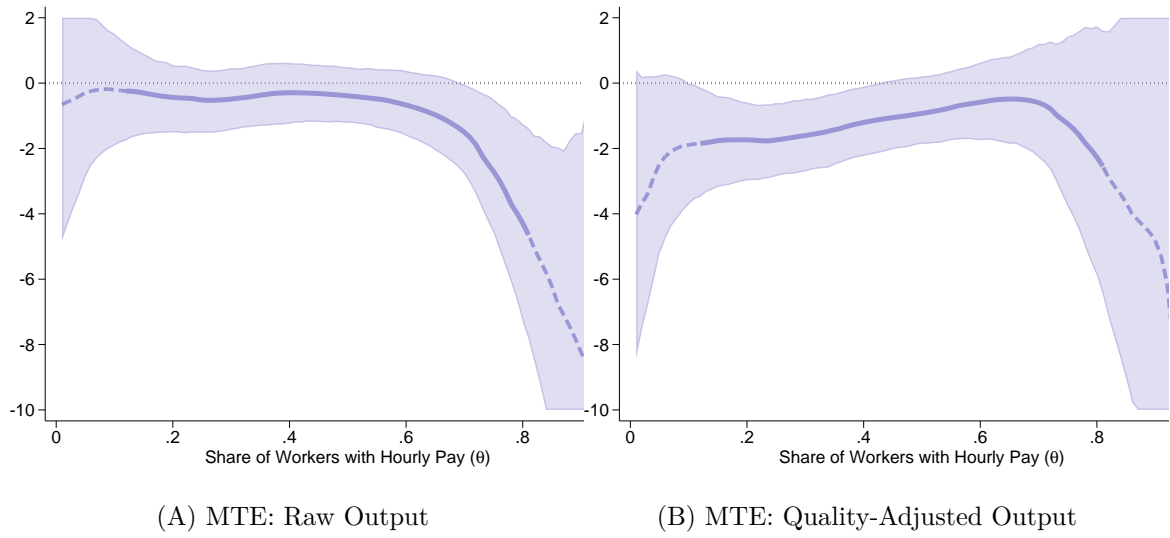 2
0
-2
-4
-6
-8
-10
0 .2 .4 .6 .8
Share of Workers with Hourly Pay (θ)
(A) MTE: Raw Output
2
0
-2
-4
-6
-8
-10
0 .2 .4 .6 .8
Share of Workers with Hourly Pay (θ)
(B) MTE: Quality-Adjusted Output